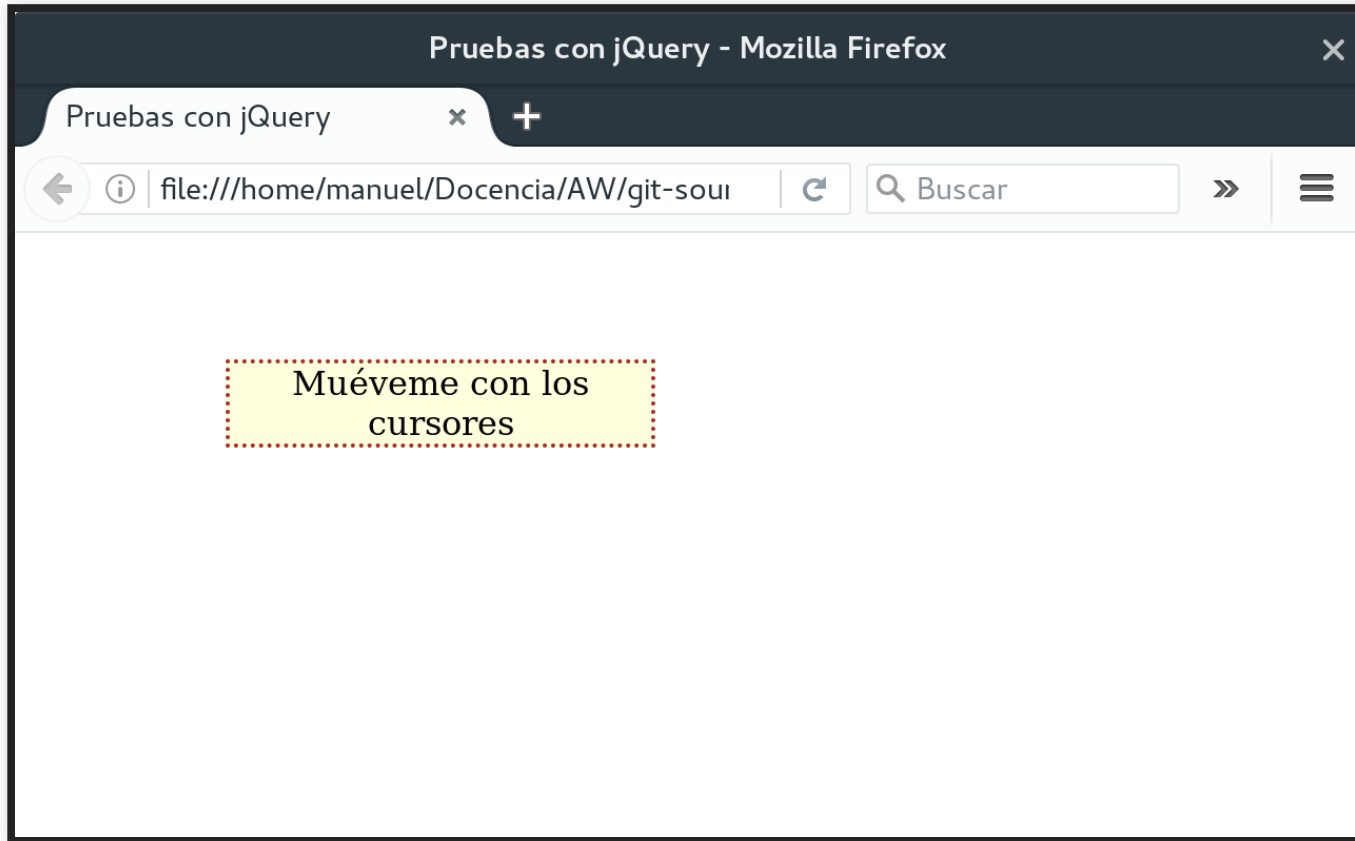 Pruebas con jQuery - Mozilla Firefox
Pruebas con jQuery
file:///home/manuel/Docencia/AW/git-sour
Buscar
Muéveme con los
cursores